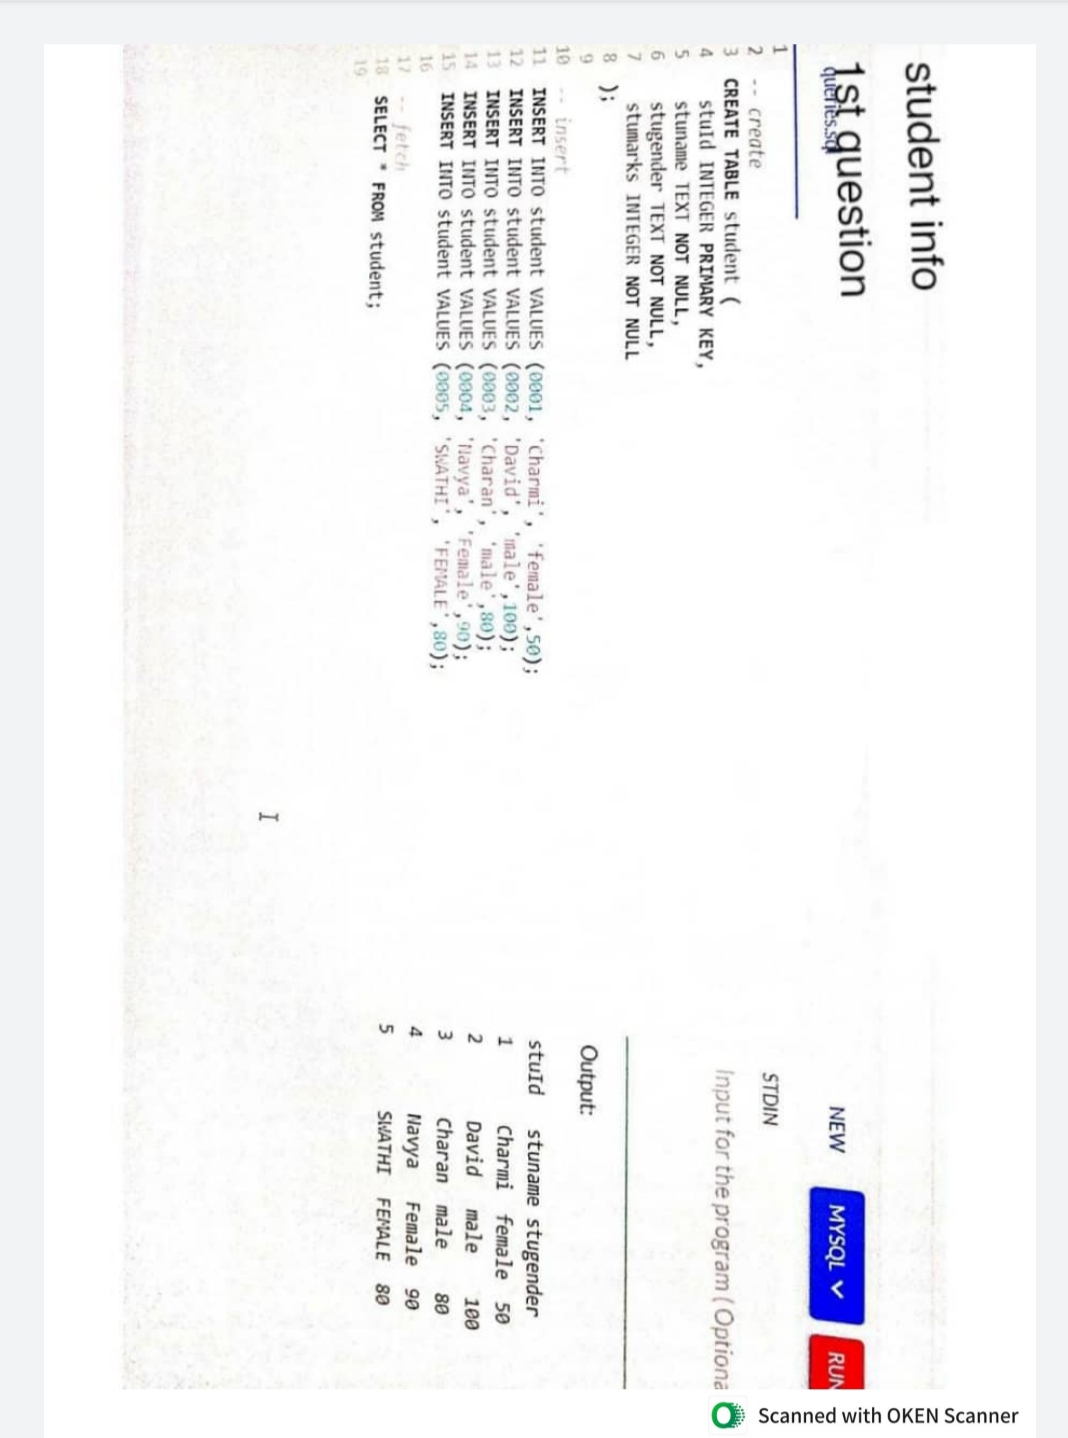 student info
1st question
queries.sql
1
2 -- create
3 CREATE TABLE student (
4 stuId INTEGER PRIMARY KEY,
5 stuname TEXT NOT NULL,
6 stugender TEXT NOT NULL,
7 stumarks INTEGER NOT NULL
8 );
9
10 -- insert
11 INSERT INTO student VALUES (0001, 'Charmi', 'female',50);
12 INSERT INTO student VALUES (0002, 'David', 'male',100);
13 INSERT INTO student VALUES (0003, 'Charan', 'male',80);
14 INSERT INTO student VALUES (0004, 'Navya', 'Female',90);
15 INSERT INTO student VALUES (0005, 'SWATHI', 'FEMALE',80);
16
17 -- fetch
18 SELECT * FROM student;
19
NEW MYSQL RUN
STDIN
Input for the program ( Optiona
Output:
stuId stuname stugender
1 Charmi female 50
2 David male 100
3 Charan male 80
4 Navya Female 90
5 SWATHI FEMALE 80
Scanned with OKEN Scanner